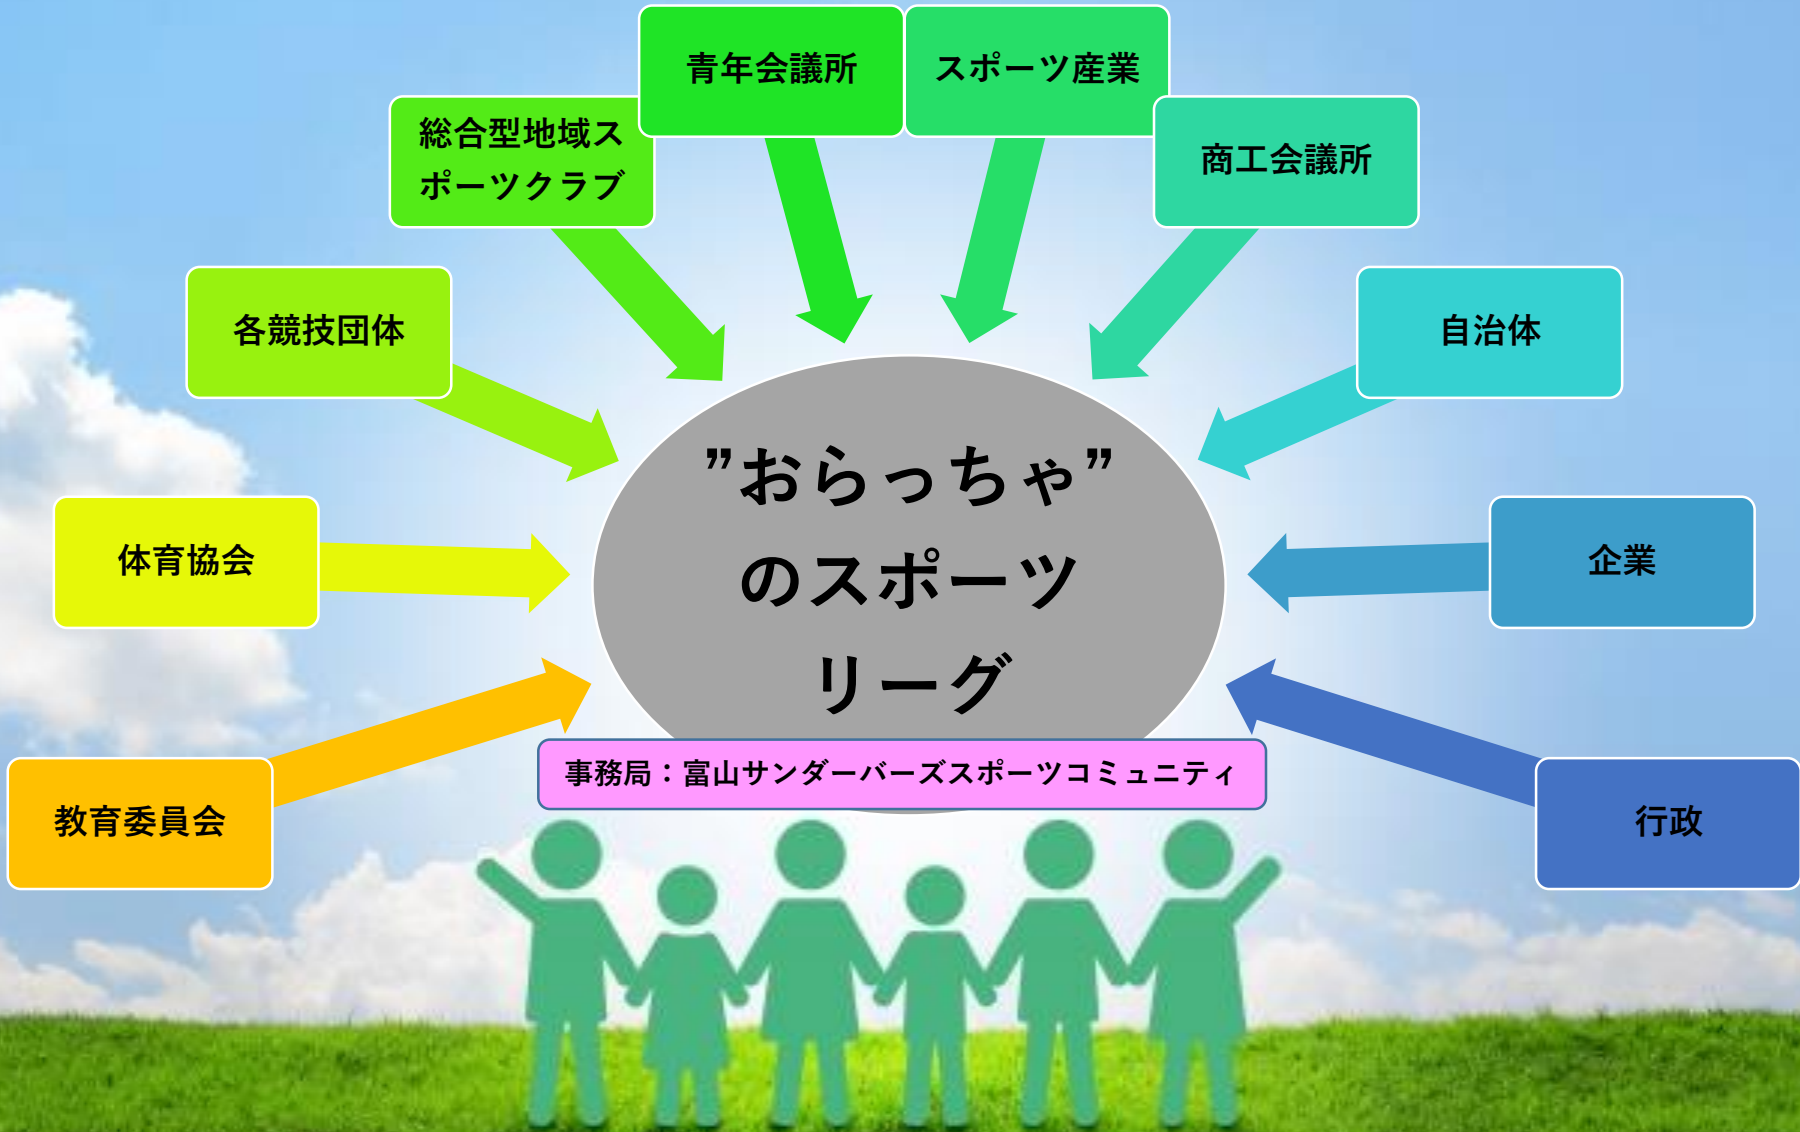 青年会議所
スポーツ産業
総合型地域ス
ポーツクラブ
商工会議所
各競技団体
自治体
”おらっちゃ”
のスポーツ
リーグ
体育協会
企業
事務局：富山サンダーバーズスポーツコミュニティ
教育委員会
行政